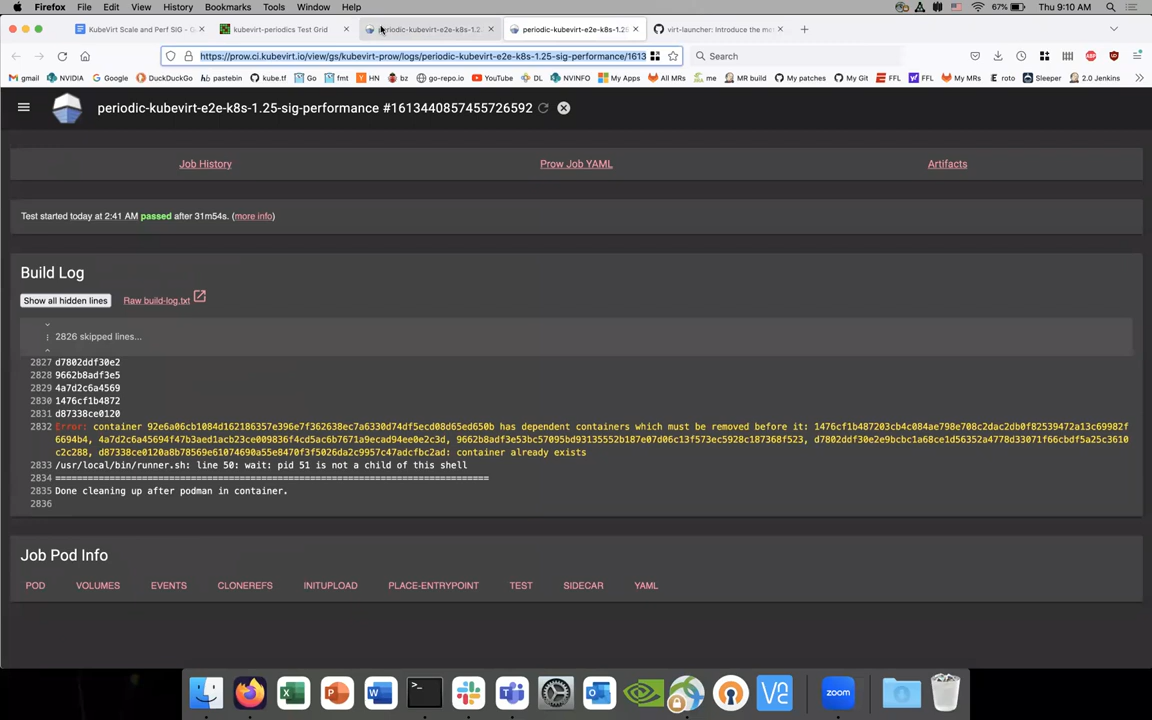 Firefox File Edit View History Bookmarks Tools Window Help 67% Thu 9:10 AM
KubeVirt Scale and Perf SIG - G
kubevirt-periodics Test Grid
periodic-kubevirt-e2e-k8s-1.2
periodic-kubevirt-e2e-k8s-1.25
virt-launcher: Introduce the m
https://prow.ci.kubevirt.io/view/gs/kubevirt-prow/logs/periodic-kubevirt-e2e-k8s-1.25-sig-performance/1613
Search
gmail NVIDIA Google DuckDuckGo pastebin kube.tf Go fmt HN bz go-repo.io YouTube DL NVINFO My Apps All MRs me MR build My patches My Git FFL FFL My MRs roto Sleeper 2.0 Jenkins
periodic-kubevirt-e2e-k8s-1.25-sig-performance #1613440857455726592
Job History
Prow Job YAML
Artifacts
Test started today at 2:41 AM passed after 31m54s. (more info)
Build Log
Show all hidden lines
Raw build-log.txt
2826 skipped lines...
2827 d7802ddf30e2
2828 9662b8adf3e5
2829 4a7d2c6a4569
2830 1476cf1b4872
2831 d87338ce0120
2832 Error: container 92e6a06cb1084d162186357e396e7f362638ec7a6330d74df5ecd08d65ed650b has dependent containers which must be removed before it: 1476cf1b487203cb4c084ae798e708c2dac2db0f82539472a13c69982f
6694b4, 4a7d2c6a45694f47b3aed1acb23ce009836f4cd5ac6b7671a9ecad94ee0e2c3d, 9662b8adf3e53bc57095bd93135552b187e07d06c13f573ec5928c187368f523, d7802ddf30e2e9bcbc1a68ce1d56352a4778d33071f66cbdf5a25c3610
c2c288, d87338ce0120a8b78569e61074690a55e8470f3f5026da2c9957c47adcfbc2ad: container already exists
2833 /usr/local/bin/runner.sh: line 50: wait: pid 51 is not a child of this shell
2834 ================================================================================
2835 Done cleaning up after podman in container.
2836
Job Pod Info
POD VOLUMES EVENTS CLONEREFS INITUPLOAD PLACE-ENTRYPOINT TEST SIDECAR YAML
zoom